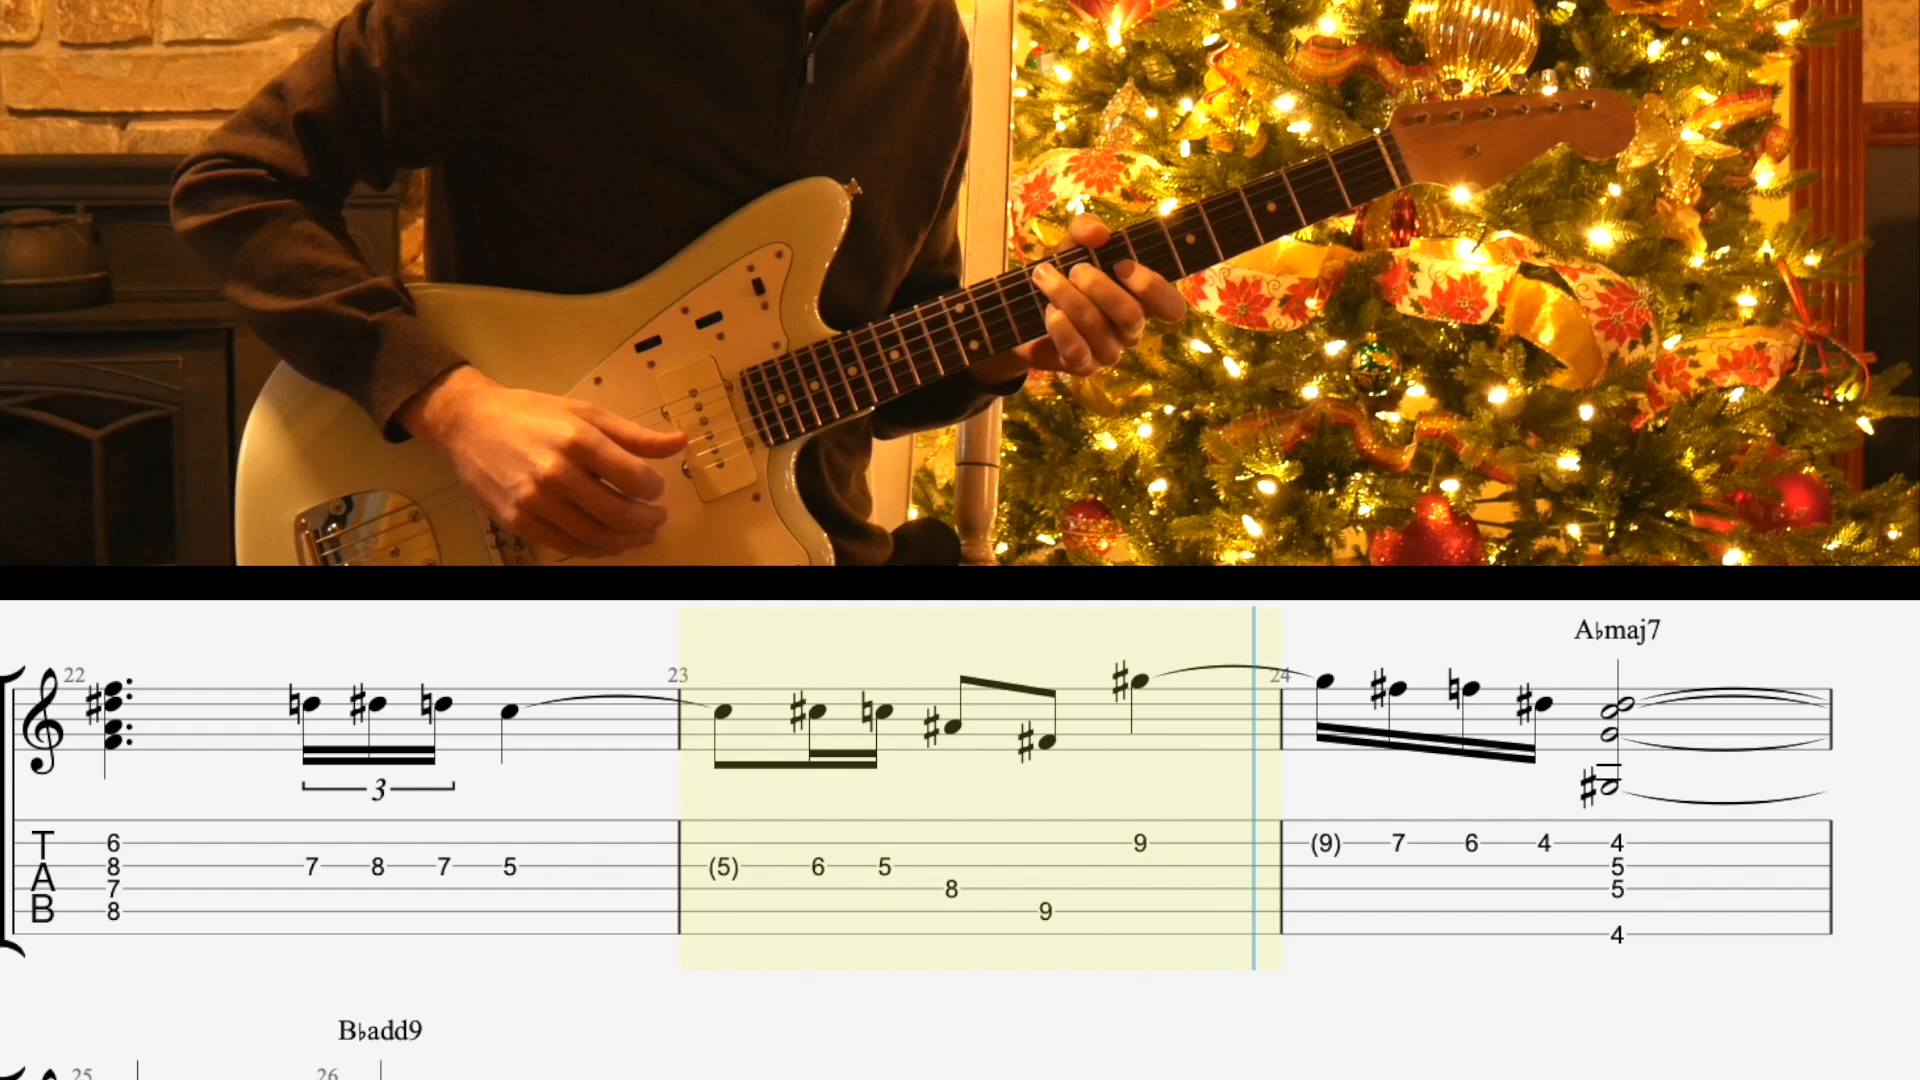 A♭maj7
22 23 24
3
T 6 9 (9) 7 6 4 4
A 8 7 8 7 5 (5) 6 5 5
7 8 5
B 8 9
4
B♭add9
25 26